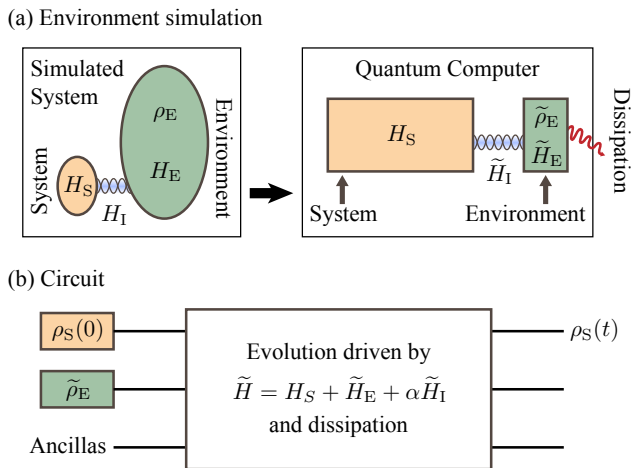 (a) Environment simulation
Simulated
System
ρ_E
H_E
System
H_S
H_I
Environment
Quantum Computer
H_S
H̃_I
ρ̃_E
H̃_E
Dissipation
System
Environment
(b) Circuit
ρ_S(0)
ρ̃_E
Ancillas
Evolution driven by
H̃ = H_S + H̃_E + αH̃_I
and dissipation
ρ_S(t)